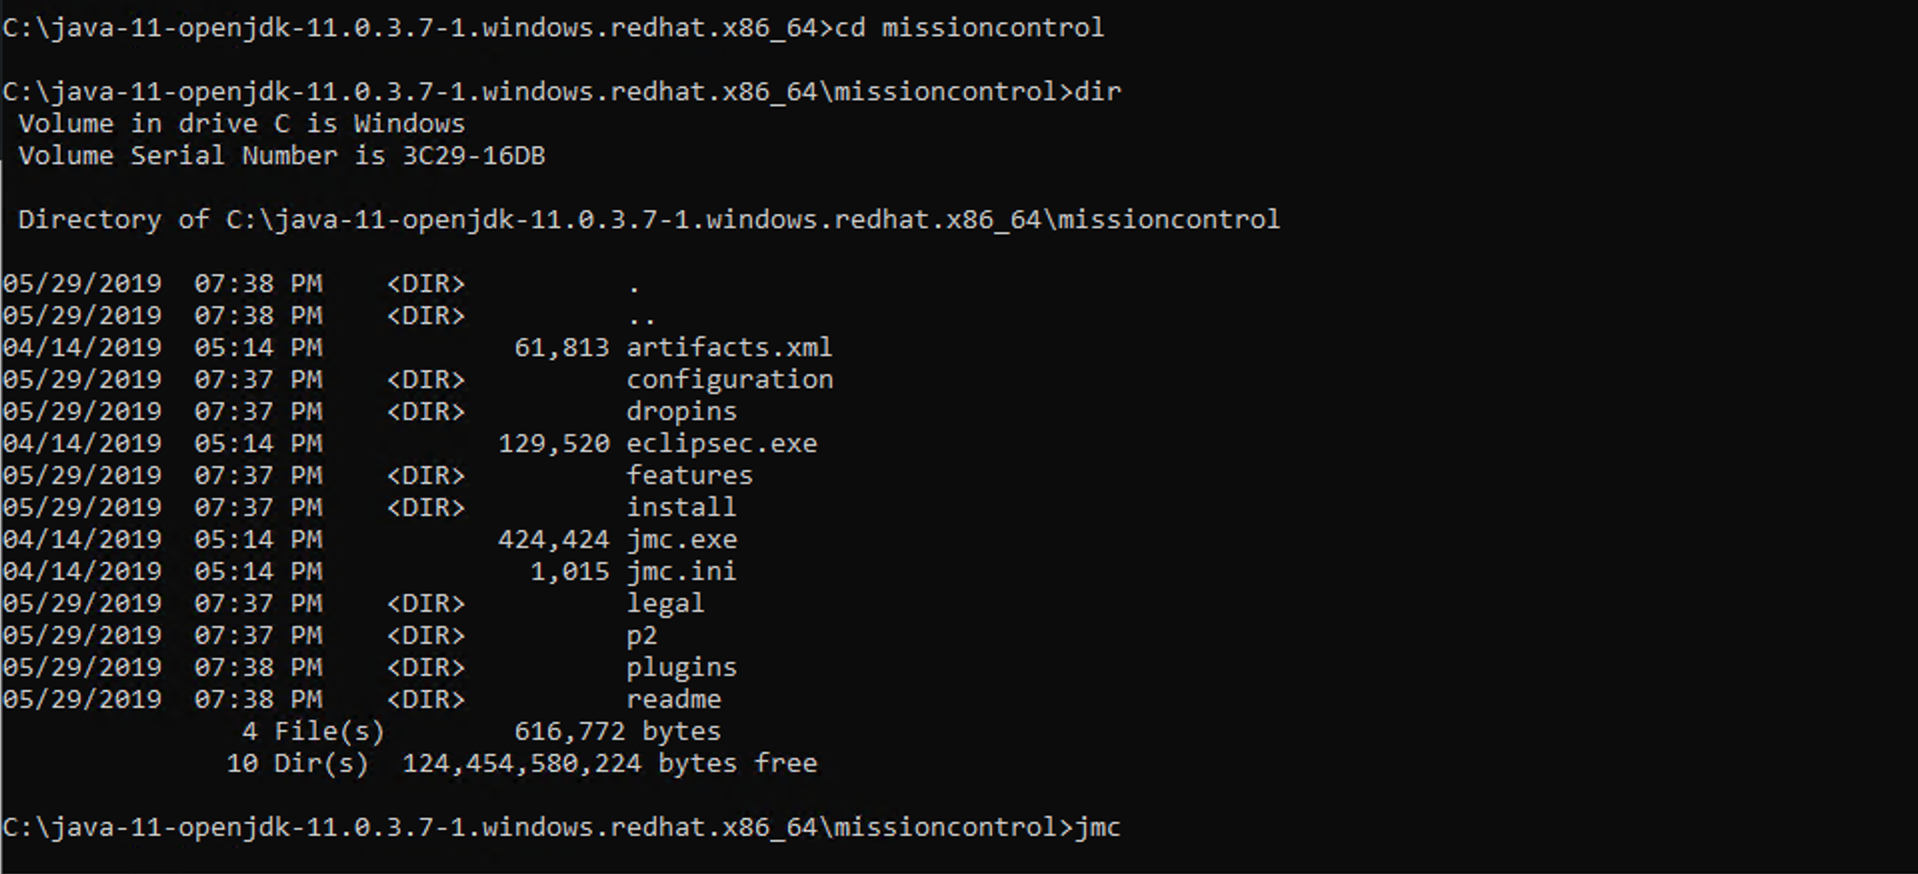 C:\java-11-openjdk-11.0.3.7-1.windows.redhat.x86_64>cd missioncontrol
C:\java-11-openjdk-11.0.3.7-1.windows.redhat.x86_64\missioncontrol>dir
 Volume in drive C is Windows
 Volume Serial Number is 3C29-16DB
 Directory of C:\java-11-openjdk-11.0.3.7-1.windows.redhat.x86_64\missioncontrol
05/29/2019  07:38 PM    <DIR>          .
05/29/2019  07:38 PM    <DIR>          ..
04/14/2019  05:14 PM            61,813 artifacts.xml
05/29/2019  07:37 PM    <DIR>          configuration
05/29/2019  07:37 PM    <DIR>          dropins
04/14/2019  05:14 PM           129,520 eclipsec.exe
05/29/2019  07:37 PM    <DIR>          features
05/29/2019  07:37 PM    <DIR>          install
04/14/2019  05:14 PM           424,424 jmc.exe
04/14/2019  05:14 PM             1,015 jmc.ini
05/29/2019  07:37 PM    <DIR>          legal
05/29/2019  07:37 PM    <DIR>          p2
05/29/2019  07:38 PM    <DIR>          plugins
05/29/2019  07:38 PM    <DIR>          readme
               4 File(s)        616,772 bytes
              10 Dir(s)  124,454,580,224 bytes free
C:\java-11-openjdk-11.0.3.7-1.windows.redhat.x86_64\missioncontrol>jmc